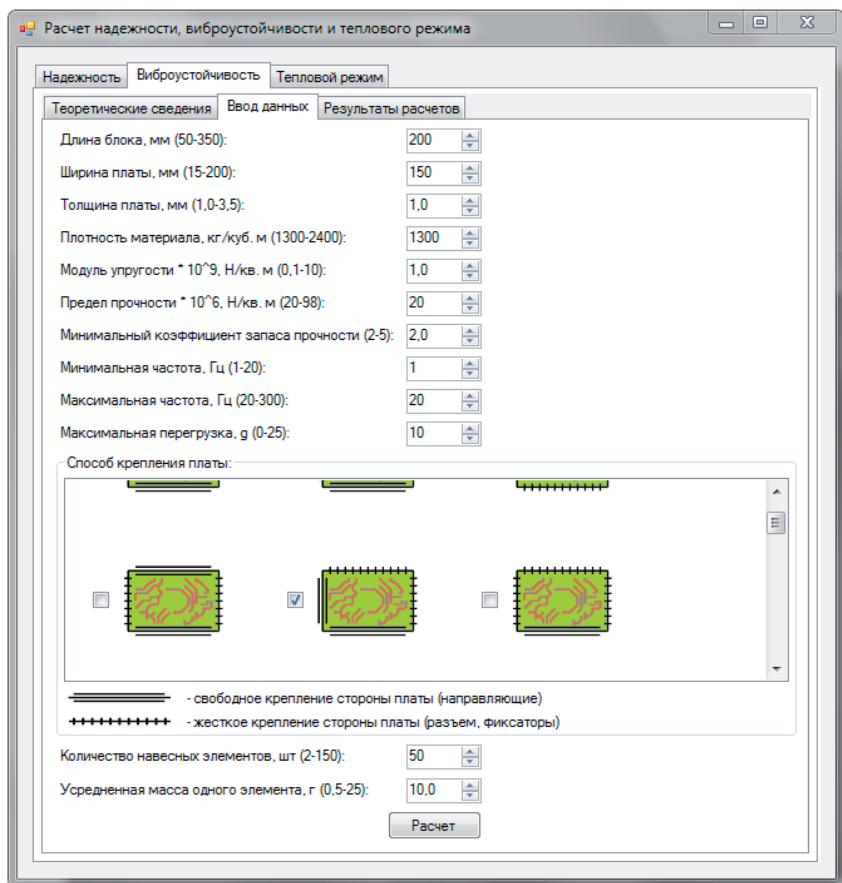 Расчет надежности, виброустойчивости и теплового режима
Надежность Виброустойчивость Тепловой режим
Теоретические сведения Ввод данных Результаты расчетов
Длина блока, мм (50-350): 200
Ширина платы, мм (15-200): 150
Толщина платы, мм (1,0-3,5): 1,0
Плотность материала, кг/куб. м (1300-2400): 1300
Модуль упругости * 10^9, Н/кв. м (0,1-10): 1,0
Предел прочности * 10^6, Н/кв. м (20-98): 20
Минимальный коэффициент запаса прочности (2-5): 2,0
Минимальная частота, Гц (1-20): 1
Максимальная частота, Гц (20-300): 20
Максимальная перегрузка, g (0-25): 10
Способ крепления платы:
- свободное крепление стороны платы (направляющие)
- жесткое крепление стороны платы (разъем, фиксаторы)
Количество навесных элементов, шт (2-150): 50
Усредненная масса одного элемента, г (0,5-25): 10,0
Расчет